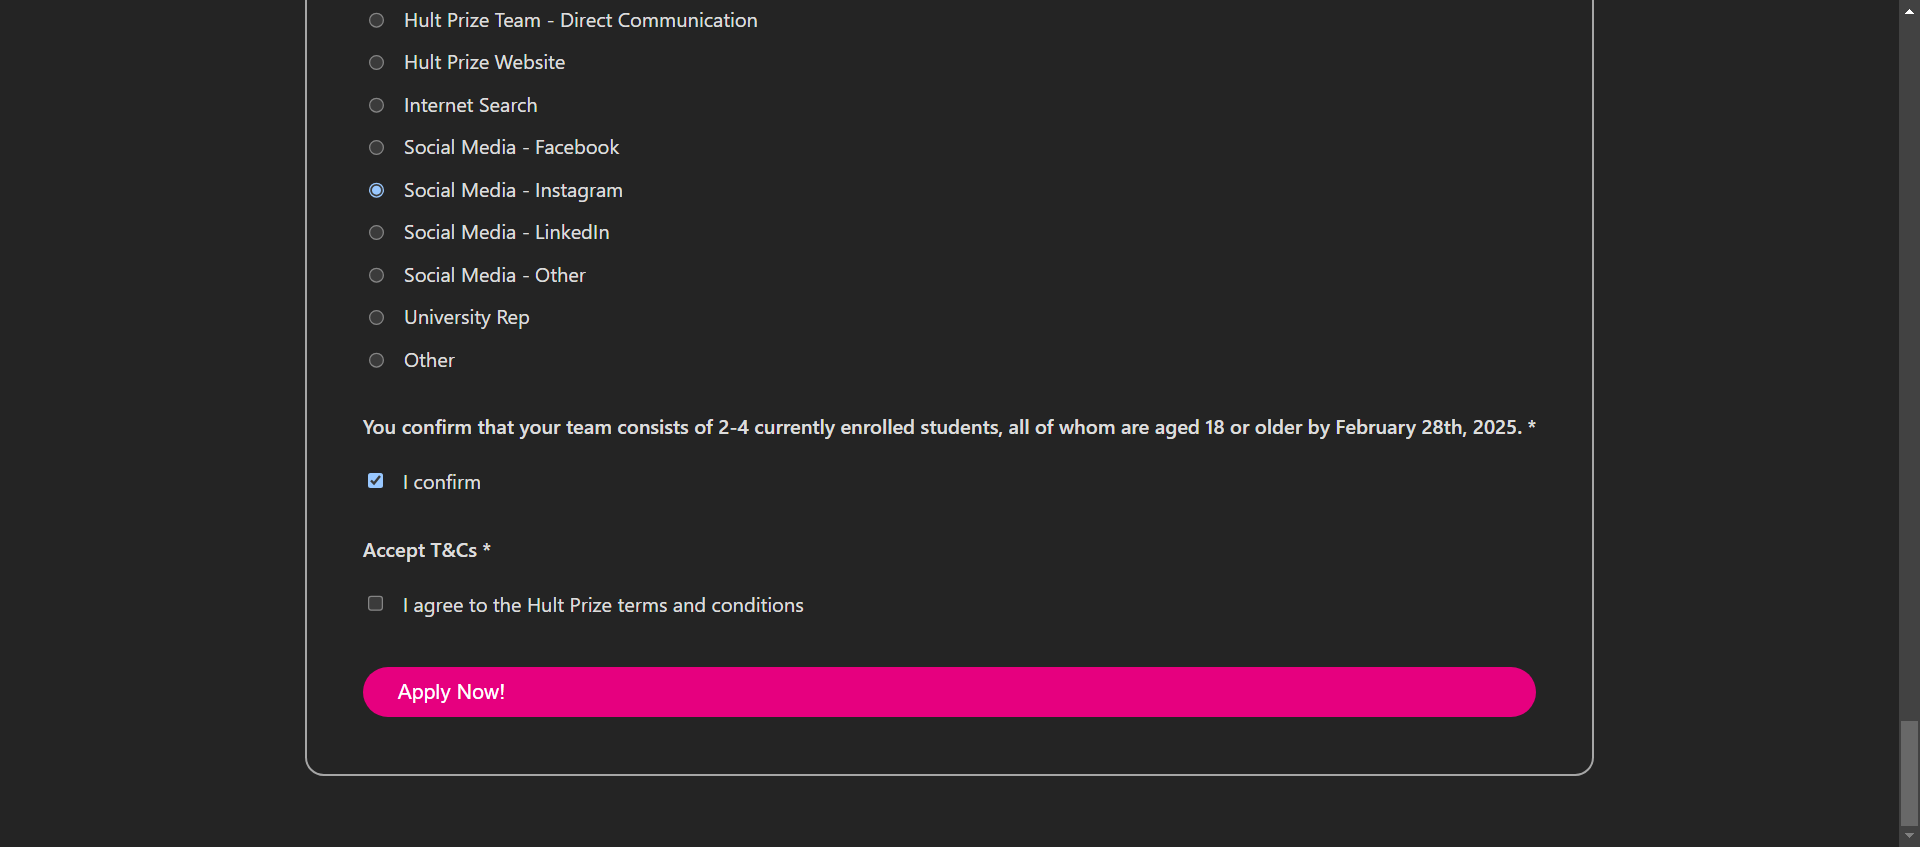 Hult Prize Team - Direct Communication
Hult Prize Website
Internet Search
Social Media - Facebook
Social Media - Instagram
Social Media - LinkedIn
Social Media - Other
University Rep
Other
You confirm that your team consists of 2-4 currently enrolled students, all of whom are aged 18 or older by February 28th, 2025. *
I confirm
Accept T&Cs *
I agree to the Hult Prize terms and conditions
Apply Now!